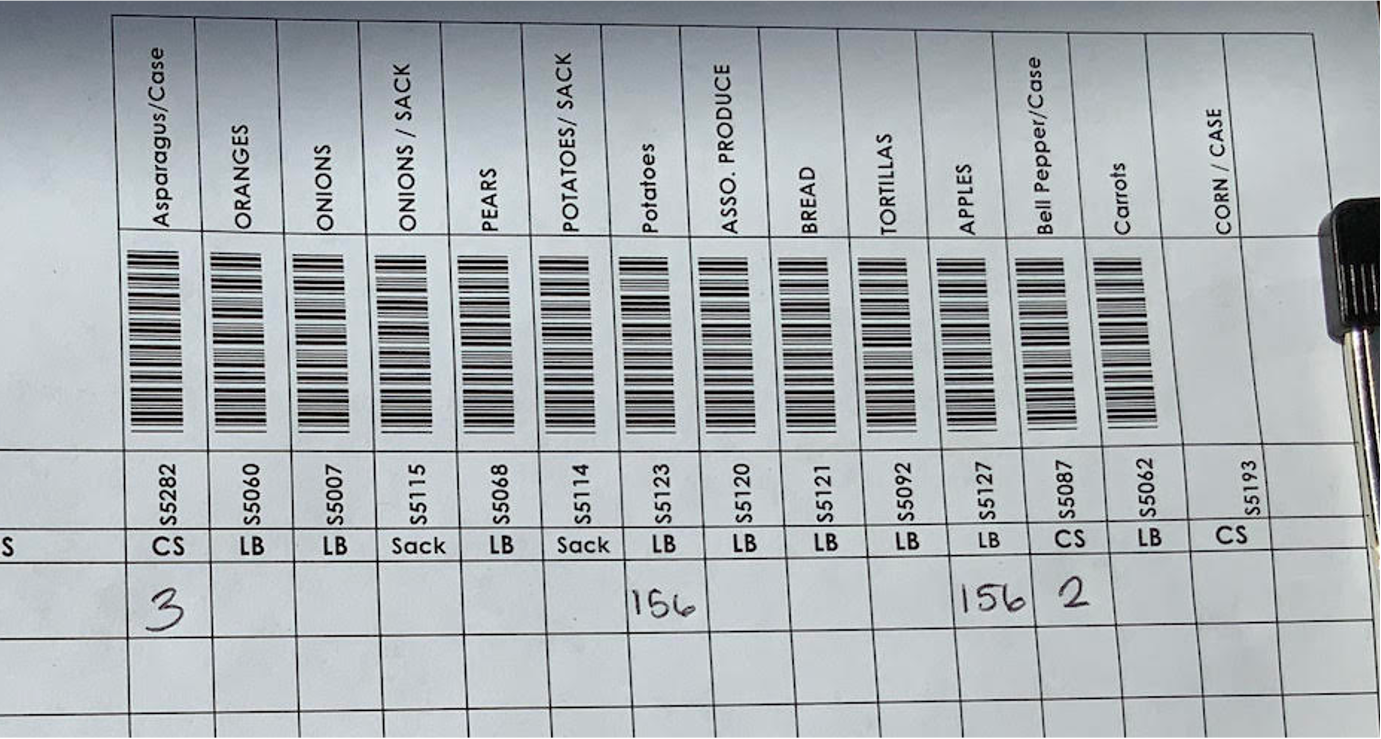 Asparagus/Case
ORANGES
ONIONS
ONIONS / SACK
PEARS
POTATOES/ SACK
Potatoes
ASSO. PRODUCE
BREAD
TORTILLAS
APPLES
Bell Pepper/Case
Carrots
CORN / CASE
S5282
S5060
S5007
S5115
S5068
S5114
S5123
S5120
S5121
S5092
S5127
S5087
S5062
S5193
S CS LB LB Sack LB Sack LB LB LB LB LB CS LB CS
3 156 156 2